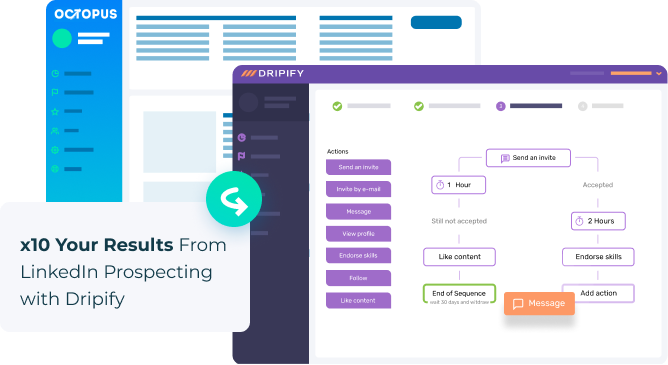 OCTOPUS
DRIPIFY
2
3
Actions
Send an invite
Invite by e-mail
Message
View profile
Endorse skills
Follow
Like content
Send an invite
1 Hour
Accepted
Still not accepted
2 Hours
Like content
Endorse skills
End of Sequence
wait 30 days and withdraw
Add action
Message
x10 Your Results From
LinkedIn Prospecting
with Dripify